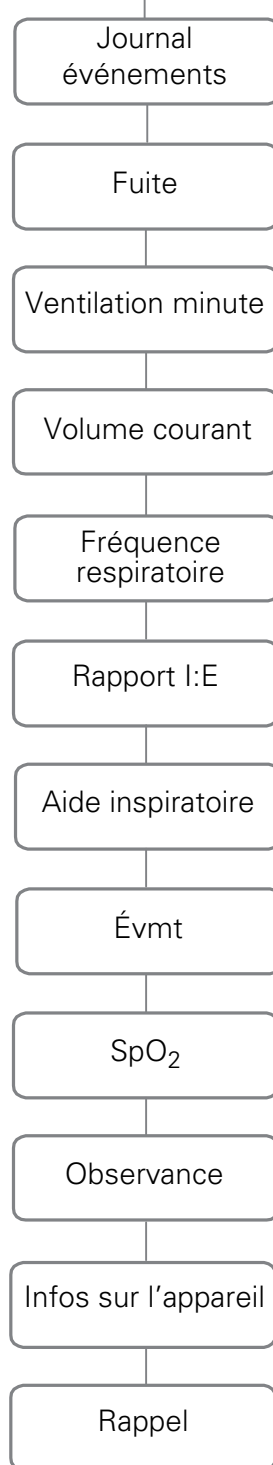 Journal
événements
Fuite
Ventilation minute
Volume courant
Fréquence
respiratoire
Rapport I:E
Aide inspiratoire
Évmt
SpO₂
Observance
Infos sur l’appareil
Rappel